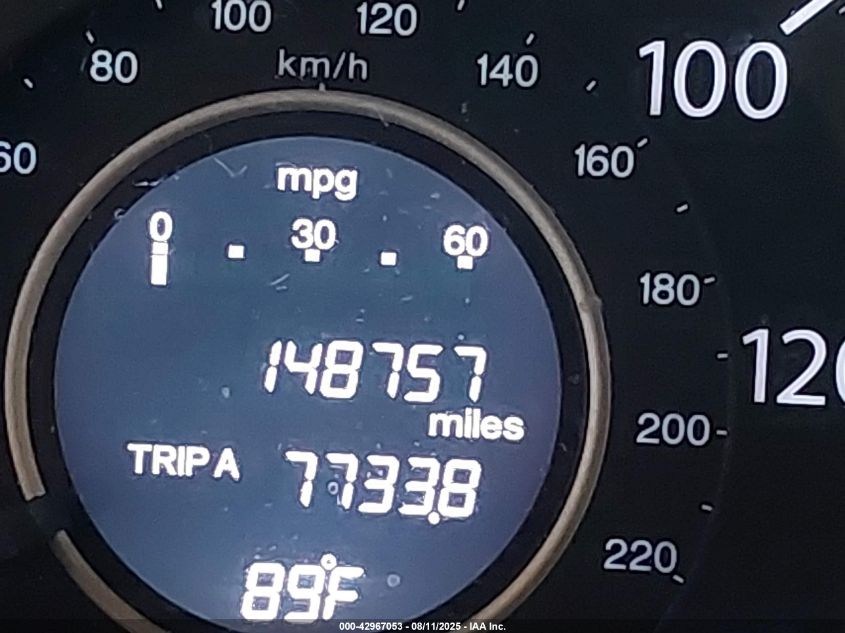 100 120
80 km/h 140 100
60 160
mpg
0 30 60
180
148757
miles
120
200
TRIP A 7733.8
220
89°F
000-42967053 - 08/11/2025 - IAA Inc.